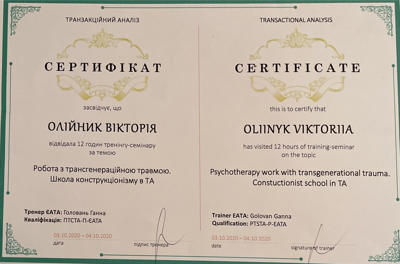 ТРАНЗАКЦІЙНИЙ АНАЛІЗ
СЕРТИФІКАТ
засвідчує, що
ОЛІЙНИК ВІКТОРІЯ
відвідала 12 годин тренінгу-семінару
за темою
Робота з трансгенераційною травмою.
Школа конструкціонізму в ТА
Тренер ЕАТА: Головань Ганна
Кваліфікація: ПТСТА-П-ЕАТА
03.10.2020 – 04.10.2020
дата
підпис тренера
TRANSACTIONAL ANALYSIS
CERTIFICATE
this is to certify that
OLIINYK VIKTORIIA
has visited 12 hours of training-seminar
on the topic
Psychotherapy work with transgenerational trauma.
Constuctionist school in TA
Trainer EATA: Golovan Ganna
Qualification: PTSTA-P-EATA
03.10.2020 – 04.10.2020
date
signature of trainer